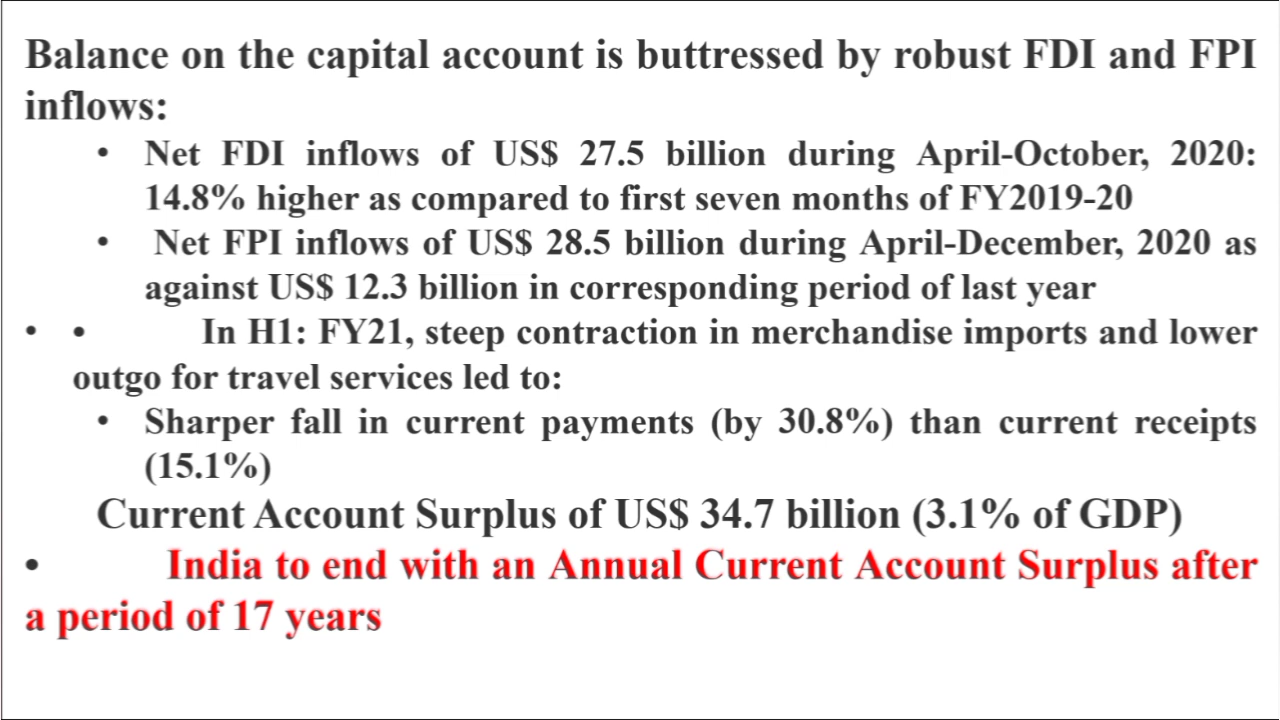 Balance on the capital account is buttressed by robust FDI and FPI
inflows:
• Net FDI inflows of US$ 27.5 billion during April-October, 2020:
14.8% higher as compared to first seven months of FY2019-20
• Net FPI inflows of US$ 28.5 billion during April-December, 2020 as
against US$ 12.3 billion in corresponding period of last year
• • In H1: FY21, steep contraction in merchandise imports and lower
outgo for travel services led to:
• Sharper fall in current payments (by 30.8%) than current receipts
(15.1%)
Current Account Surplus of US$ 34.7 billion (3.1% of GDP)
• India to end with an Annual Current Account Surplus after
a period of 17 years